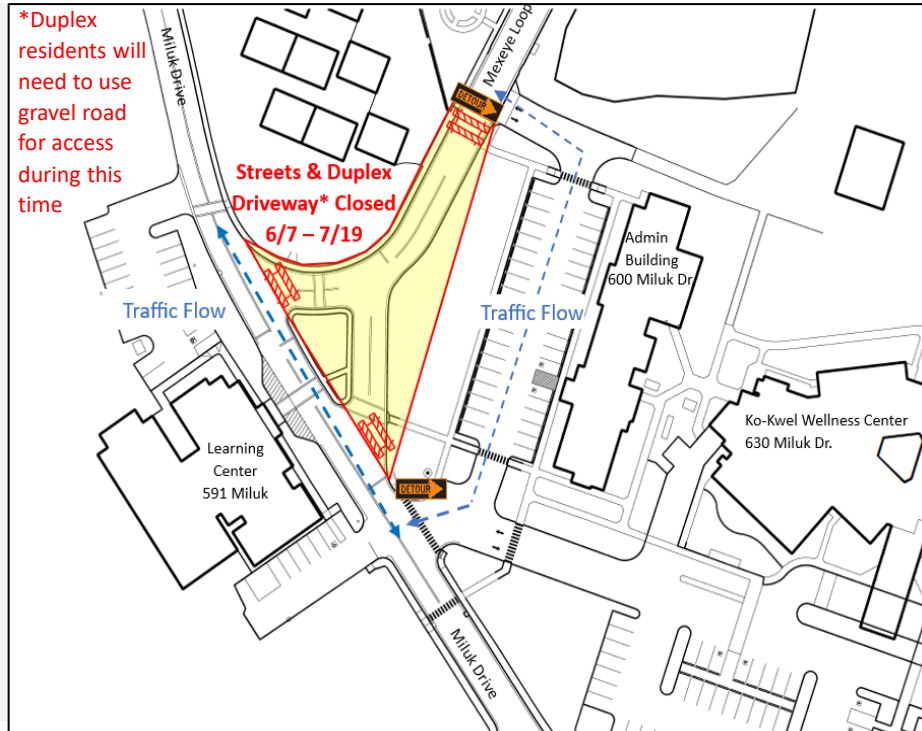 *Duplex
residents will
need to use
gravel road
for access
during this
time
Miluk Drive
Mexeye Loop
DETOUR
Streets & Duplex
Driveway* Closed
6/7 – 7/19
Traffic Flow
Traffic Flow
Admin
Building
600 Miluk Dr
Ko-Kwel Wellness Center
630 Miluk Dr.
Learning
Center
591 Miluk
DETOUR
Miluk Drive